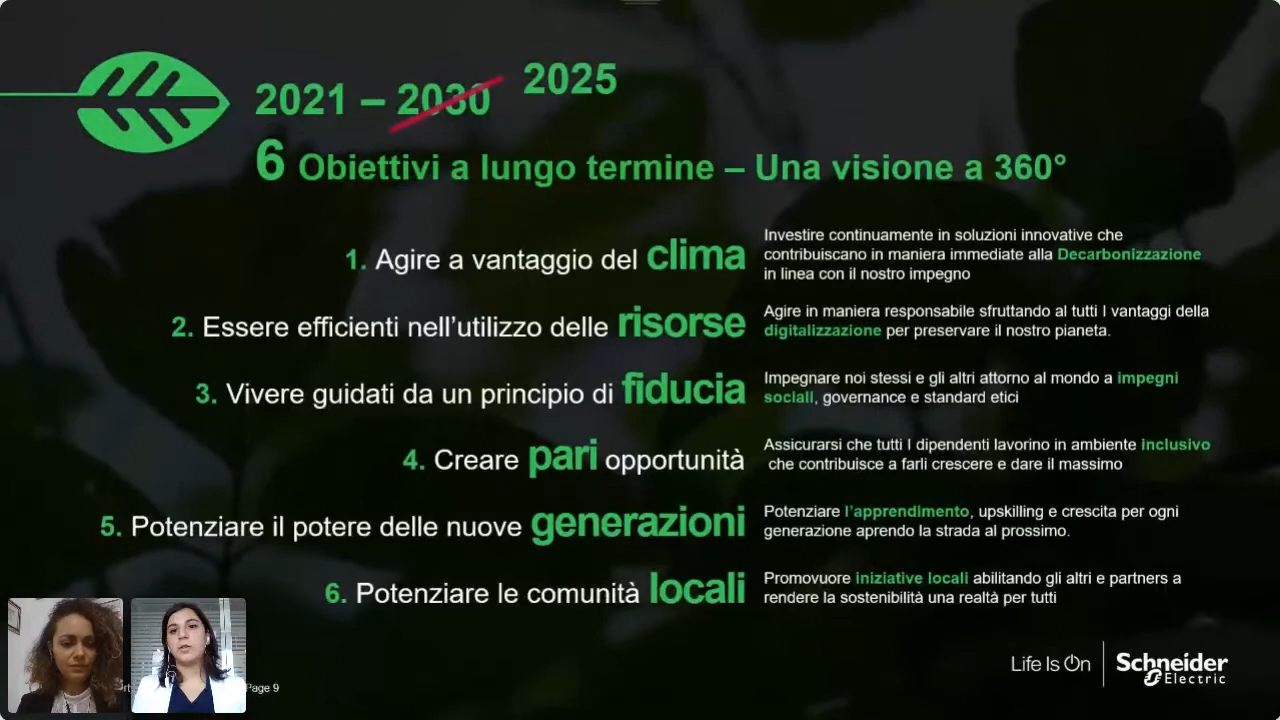 2021 – 2030 2025
6 Obiettivi a lungo termine – Una visione a 360°
1. Agire a vantaggio del clima
Investire continuamente in soluzioni innovative che
contribuiscano in maniera immediate alla Decarbonizzazione
in linea con il nostro impegno
2. Essere efficienti nell’utilizzo delle risorse
Agire in maniera responsabile sfruttando al tutti I vantaggi della
digitalizzazione per preservare il nostro pianeta.
3. Vivere guidati da un principio di fiducia
Impegnare noi stessi e gli altri attorno al mondo a impegni
sociali, governance e standard etici
4. Creare pari opportunità
Assicurarsi che tutti I dipendenti lavorino in ambiente inclusivo
che contribuisce a farli crescere e dare il massimo
5. Potenziare il potere delle nuove generazioni
Potenziare l’apprendimento, upskilling e crescita per ogni
generazione aprendo la strada al prossimo.
6. Potenziare le comunità locali
Promovuore iniziative locali abilitando gli altri e partners a
rendere la sostenibilità una realtà per tutti
Page 9
Life Is On
Schneider
Electric